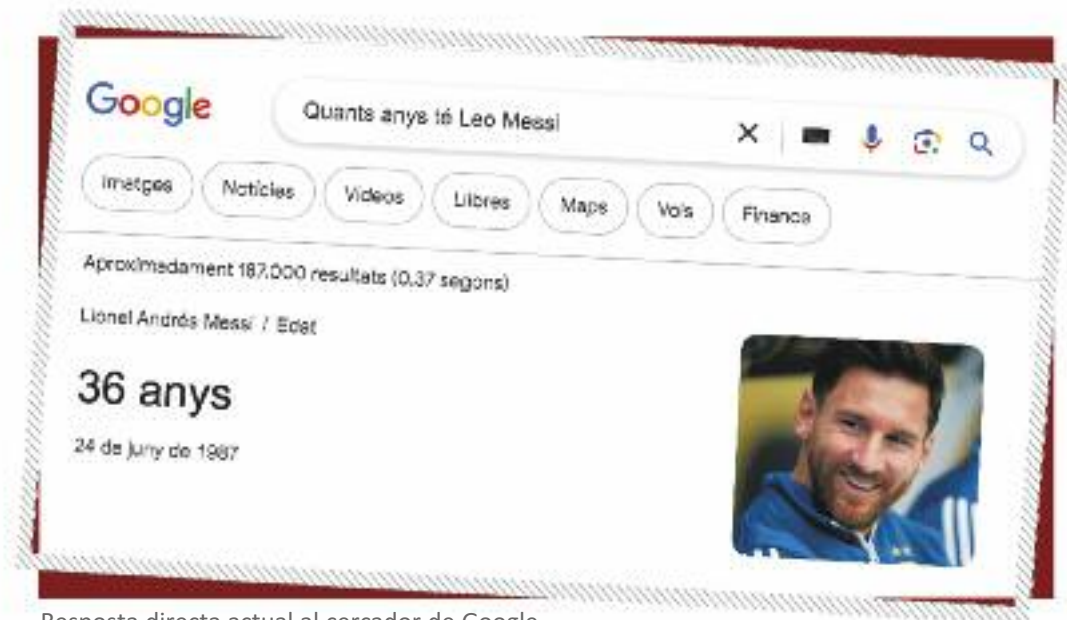 Google
Quants anys té Leo Messi
Imatges Notícies Vídeos Llibres Maps Vols Finance
Aproximadament 187.000 resultats (0,37 segons)
Lionel Andrés Messi / Edat
36 anys
24 de juny de 1987
Resposta directa actual al cercador de Google